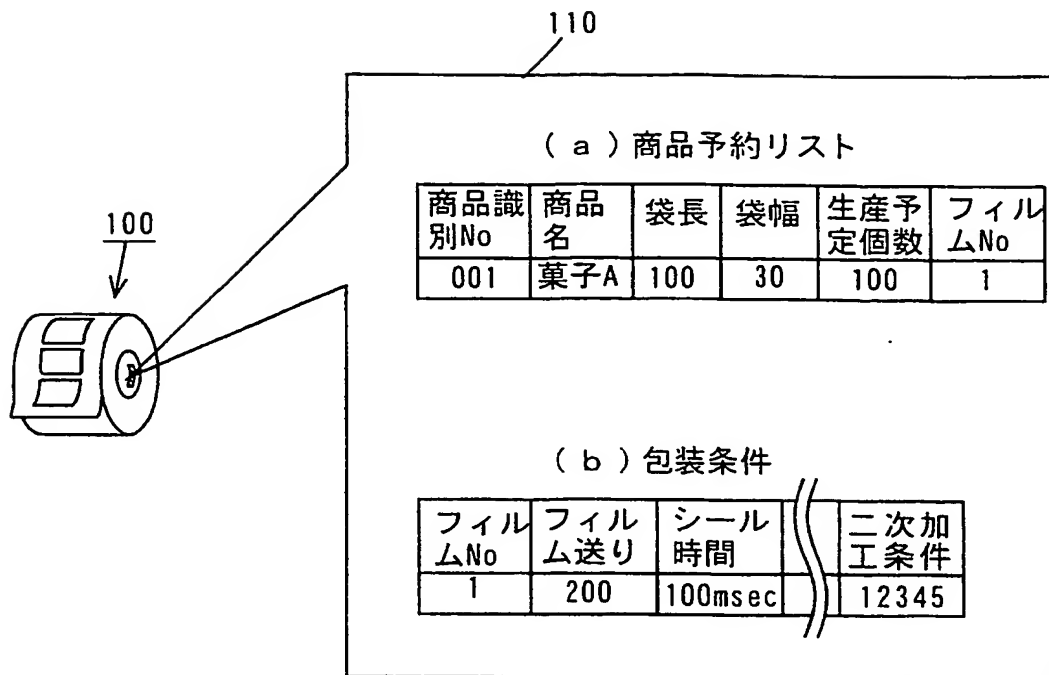 110
100
( a ) 商品予約リスト
商品識別No 商品名 袋長 袋幅 生産予定個数 フィルムNo
001 菓子A 100 30 100 1
( b ) 包装条件
フィルムNo フィルム送り シール時間 二次加工条件
1 200 100msec 12345